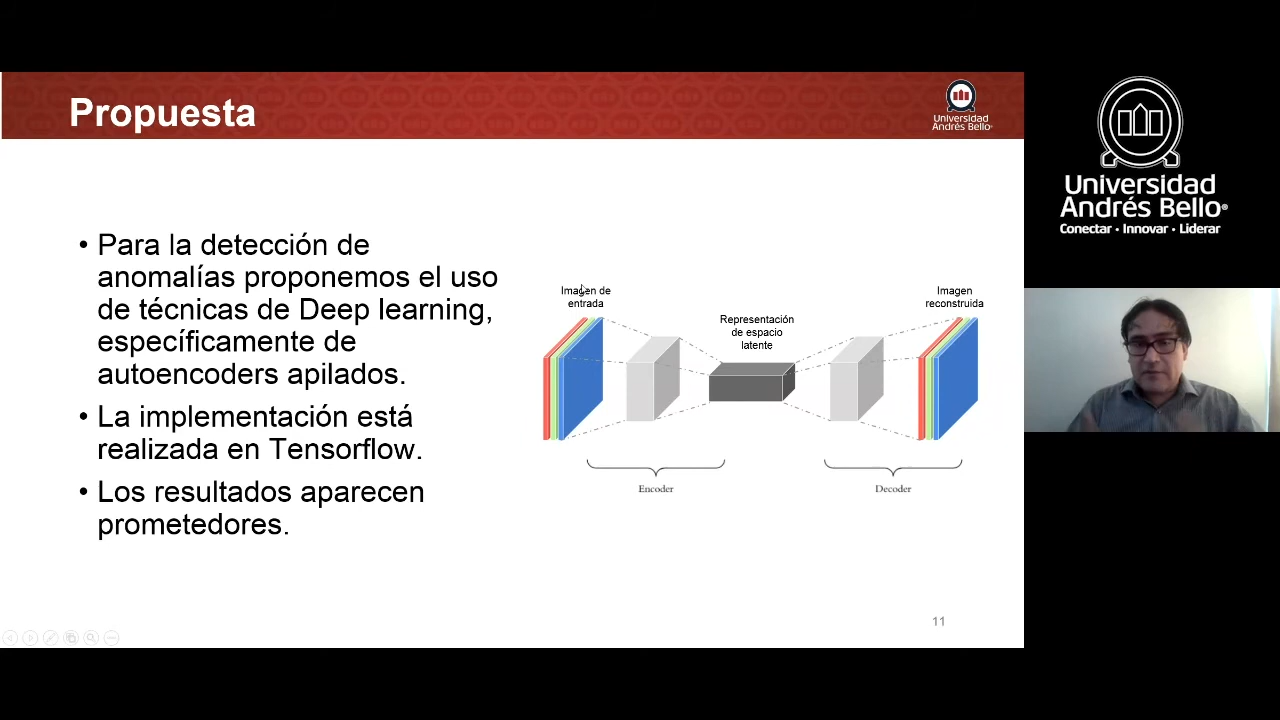 Propuesta
Universidad
Andrés Bello®
• Para la detección de
anomalías proponemos el uso
de técnicas de Deep learning,
específicamente de
autoencoders apilados.
• La implementación está
realizada en Tensorflow.
• Los resultados aparecen
prometedores.
Imagen de
entrada
Representación
de espacio
latente
Imagen
reconstruida
Encoder
Decoder
11
Universidad
Andrés Bello®
Conectar · Innovar · Liderar